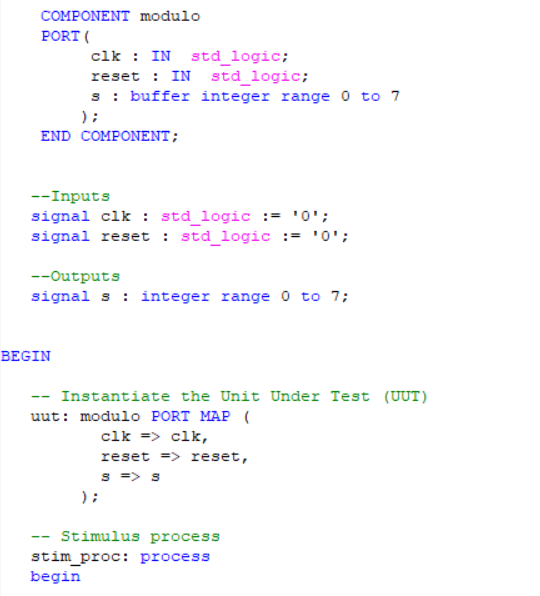 COMPONENT modulo
PORT(
clk : IN  std_logic;
reset : IN  std_logic;
s : buffer integer range 0 to 7
);
END COMPONENT;
--Inputs
signal clk : std_logic := '0';
signal reset : std_logic := '0';
--Outputs
signal s : integer range 0 to 7;
BEGIN
-- Instantiate the Unit Under Test (UUT)
uut: modulo PORT MAP (
clk => clk,
reset => reset,
s => s
);
-- Stimulus process
stim_proc: process
begin